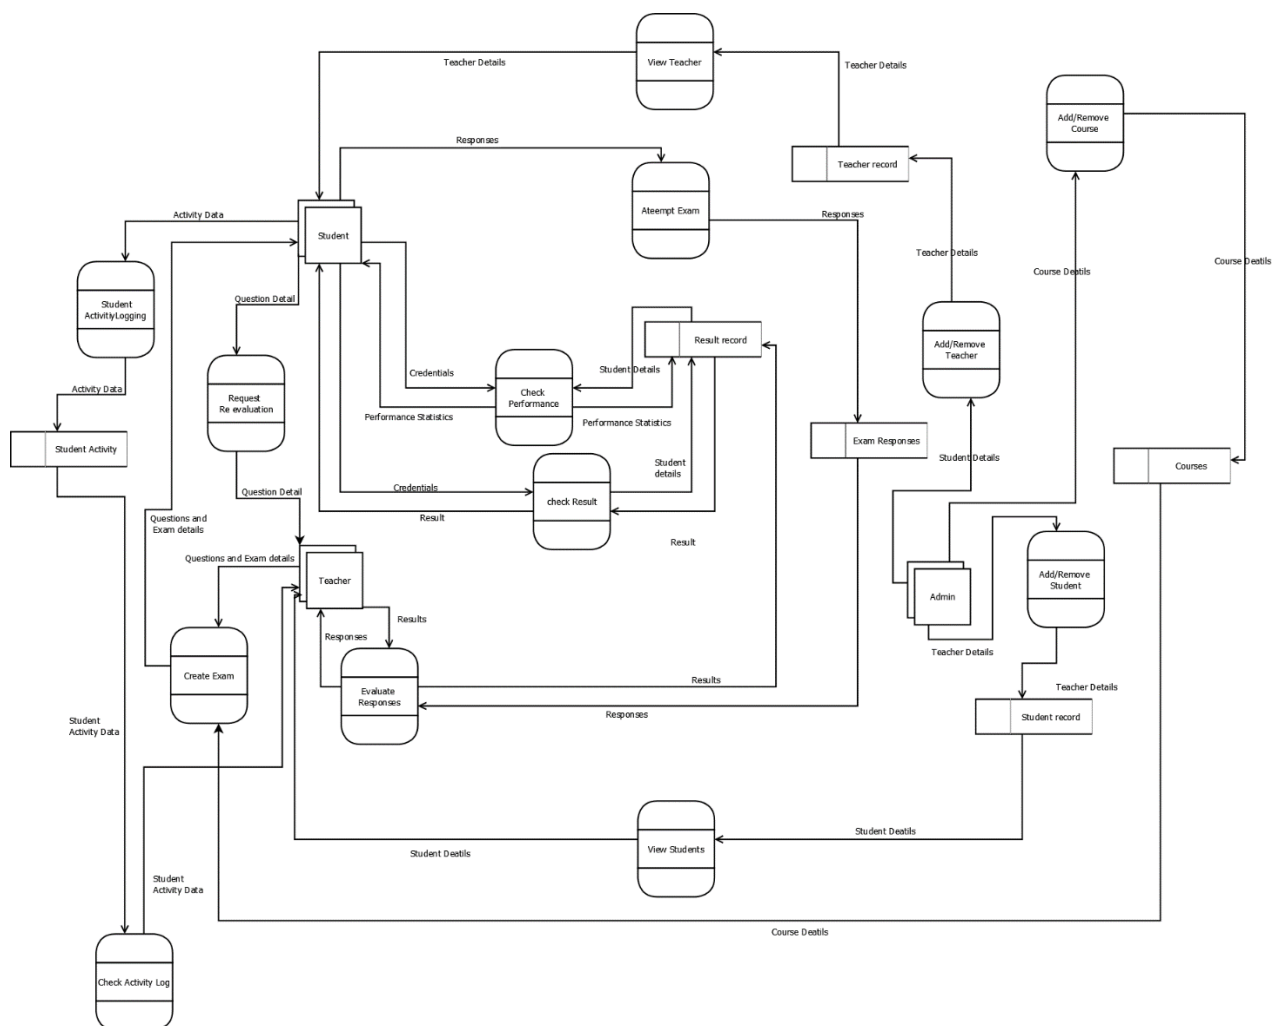 View Teacher
Teacher Details
Teacher Details
Add/Remove
Course
Responses
Teacher record
Ateempt Exam
Responses
Activity Data
Student
Teacher Details
Course Deatils
Course Deatils
Student
ActivitiyLogging
Question Detail
Result record
Add/Remove
Teacher
Student Details
Credentials
Check
Performance
Activity Data
Request
Re evaluation
Performance Statistics
Performance Statistics
Student Activity
Exam Responses
Student Details
Courses
Student
details
Question Detail
Credentials
check Result
Result
Result
Questions and
Exam details
Questions and Exam details
Teacher
Add/Remove
Student
Admin
Results
Responses
Teacher Details
Create Exam
Evaluate
Responses
Results
Teacher Details
Responses
Student record
Student
Activity Data
Student Deatils
View Students
Student Deatils
Student
Activity Data
Course Deatils
Check Activity Log